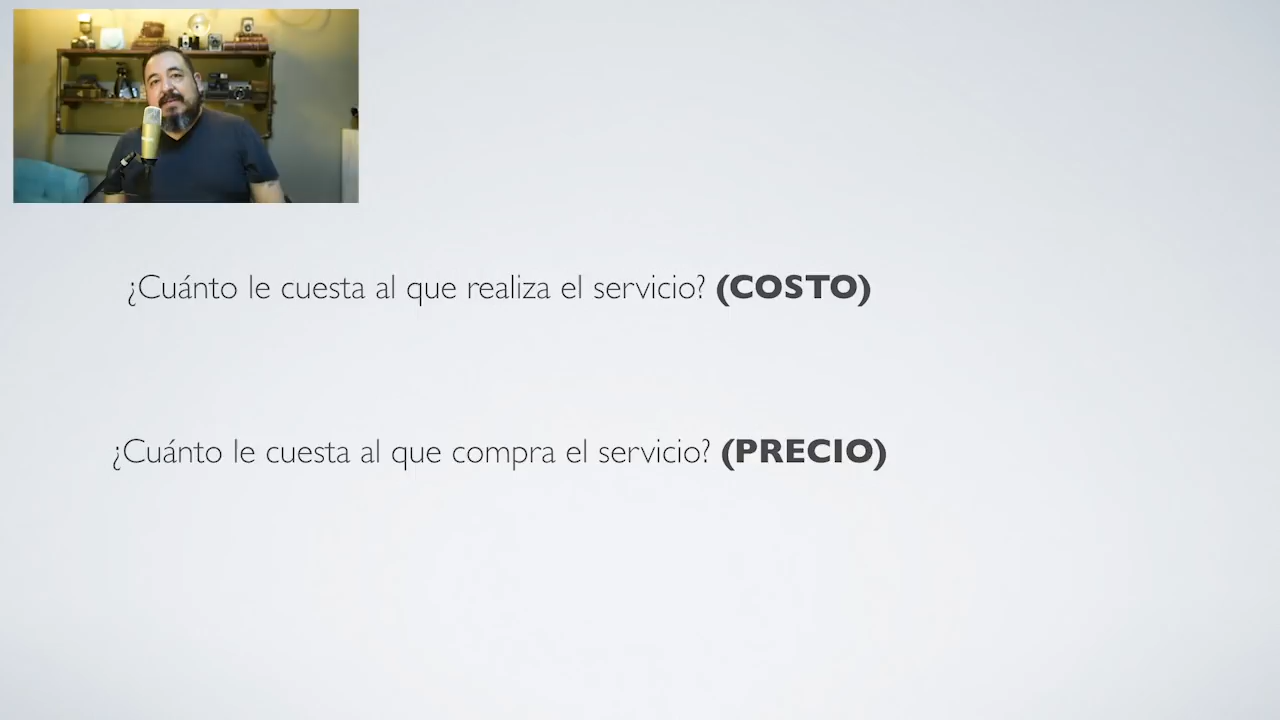 ¿Cuánto le cuesta al que realiza el servicio? (COSTO)
¿Cuánto le cuesta al que compra el servicio? (PRECIO)